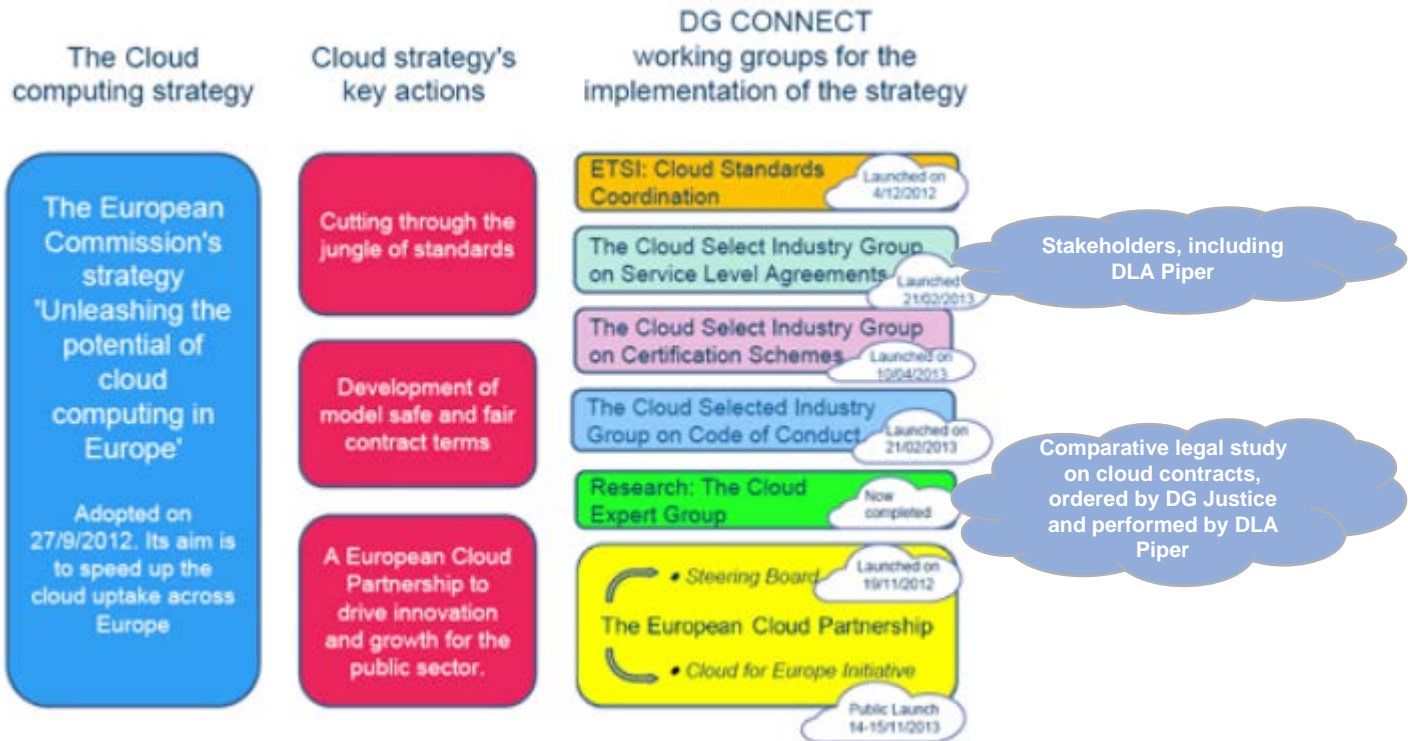 The Cloud
computing strategy
Cloud strategy's
key actions
DG CONNECT
working groups for the
implementation of the strategy
The European
Commission's
strategy
'Unleashing the
potential of
cloud
computing in
Europe'
Adopted on
27/9/2012. Its aim is
to speed up the
cloud uptake across
Europe
Cutting through the
jungle of standards
Development of
model safe and fair
contract terms
A European Cloud
Partnership to
drive innovation
and growth for the
public sector.
ETSI: Cloud Standards
Coordination
Launched on
4/12/2012
The Cloud Select Industry Group
on Service Level Agreements
Launched
21/02/2013
The Cloud Select Industry Group
on Certification Schemes
Launched on
10/04/2013
The Cloud Selected Industry
Group on Code of Conduct
Launched on
21/02/2013
Research: The Cloud
Expert Group
Now
completed
• Steering Board
Launched on
19/11/2012
The European Cloud Partnership
• Cloud for Europe Initiative
Public Launch
14-15/11/2013
Stakeholders, including
DLA Piper
Comparative legal study
on cloud contracts,
ordered by DG Justice
and performed by DLA
Piper